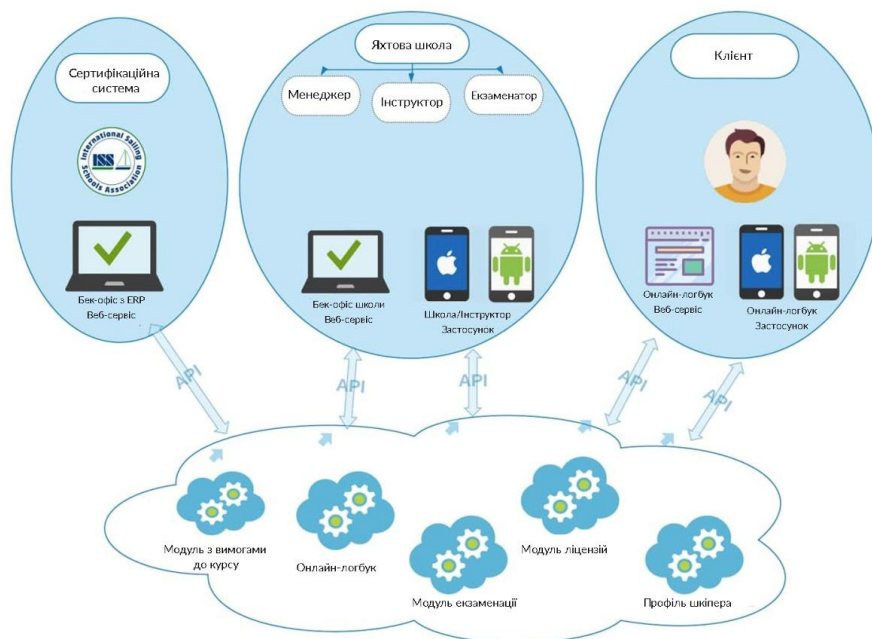 Сертифікаційна
система
International Sailing
Schools Association
ISS
Бек-офіс з ERP
Веб-сервіс
Яхтова школа
Менеджер
Інструктор
Екзаменатор
Бек-офіс школи
Веб-сервіс
Школа/Інструктор
Застосунок
Клієнт
Онлайн-логбук
Веб-сервіс
Онлайн-логбук
Застосунок
API
API
API
API
API
Модуль з вимогами
до курсу
Онлайн-логбук
Модуль екзаменації
Модуль ліцензій
Профіль шкіпера